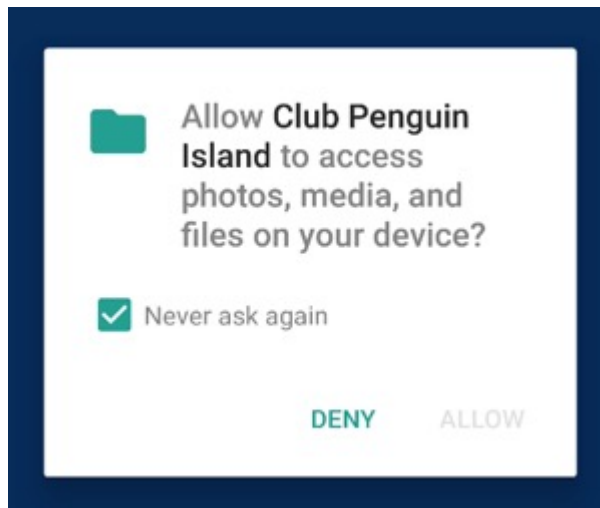 Allow Club Penguin
Island to access
photos, media, and
files on your device?
Never ask again
DENY ALLOW